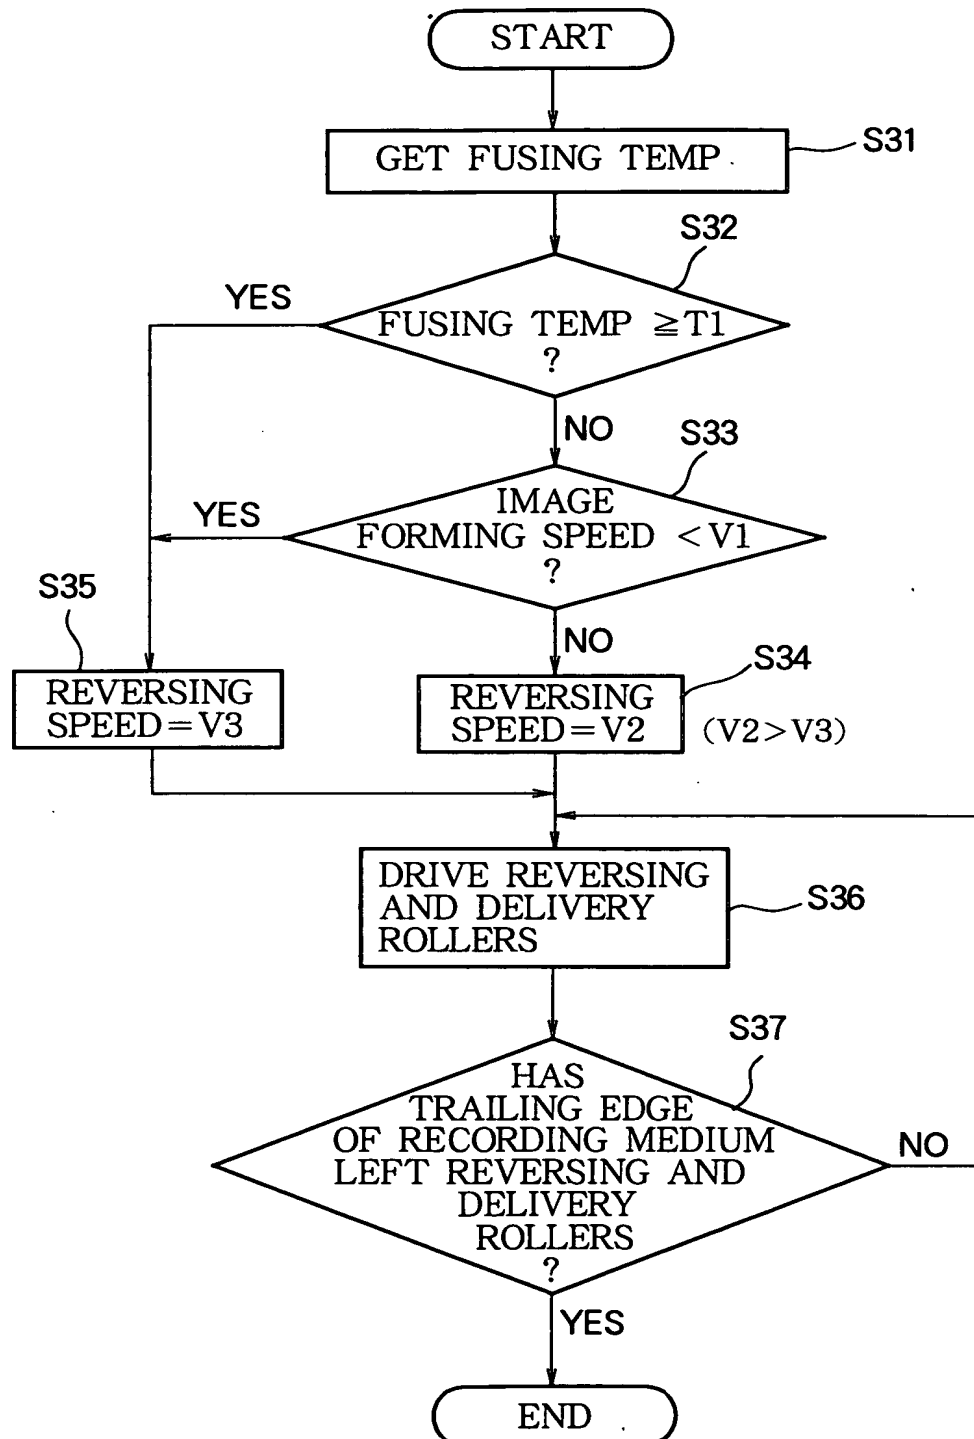 START
GET FUSING TEMP
S31
S32
YES
FUSING TEMP ≧T1
?
NO
S33
YES
IMAGE
FORMING SPEED <V1
?
S35
NO
S34
REVERSING
SPEED=V3
REVERSING
SPEED=V2
(V2>V3)
DRIVE REVERSING
AND DELIVERY
ROLLERS
S36
S37
HAS
TRAILING EDGE
OF RECORDING MEDIUM
LEFT REVERSING AND
DELIVERY
ROLLERS
?
NO
YES
END